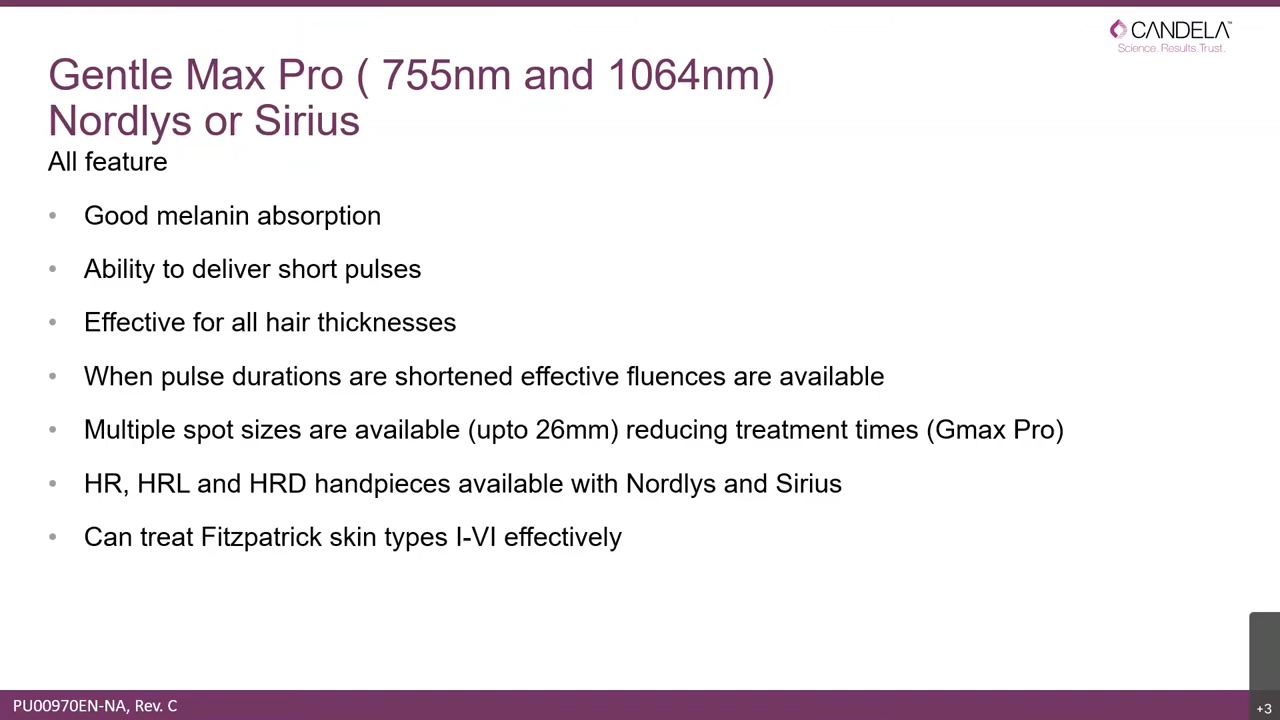 CANDELA™
Science. Results. Trust.
Gentle Max Pro ( 755nm and 1064nm)
Nordlys or Sirius
All feature
• Good melanin absorption
• Ability to deliver short pulses
• Effective for all hair thicknesses
• When pulse durations are shortened effective fluences are available
• Multiple spot sizes are available (upto 26mm) reducing treatment times (Gmax Pro)
• HR, HRL and HRD handpieces available with Nordlys and Sirius
• Can treat Fitzpatrick skin types I-VI effectively
PU00970EN-NA, Rev. C
+3